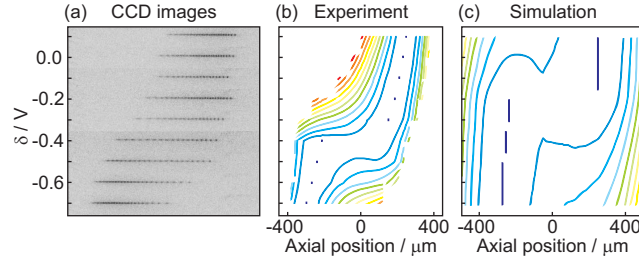 (a) CCD images (b) Experiment (c) Simulation
0.0
-0.2
δ / V
-0.4
-0.6
-400 0 400 -400 0 400
Axial position / μm Axial position / μm